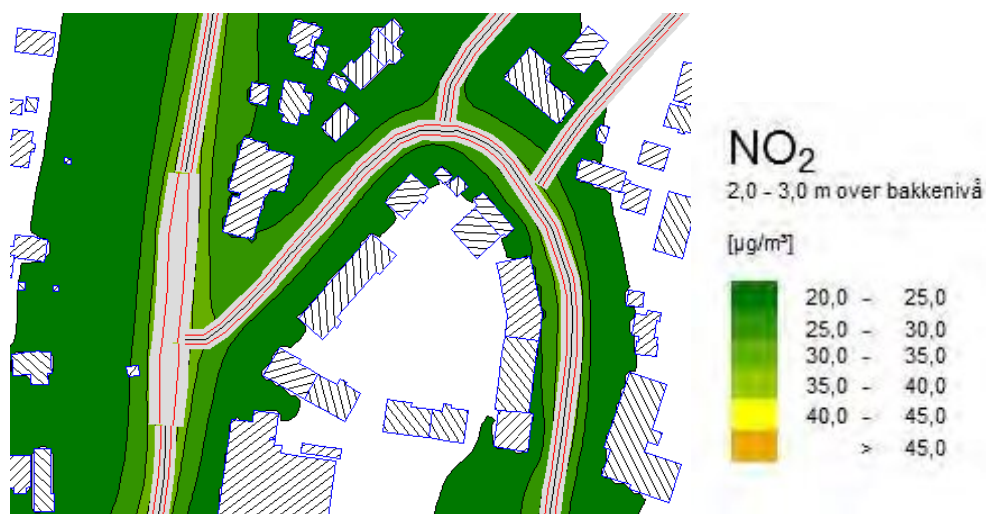 NO₂
2,0 - 3,0 m over bakkenivå
[µg/m³]
20,0 - 25,0
25,0 - 30,0
30,0 - 35,0
35,0 - 40,0
40,0 - 45,0
> 45,0